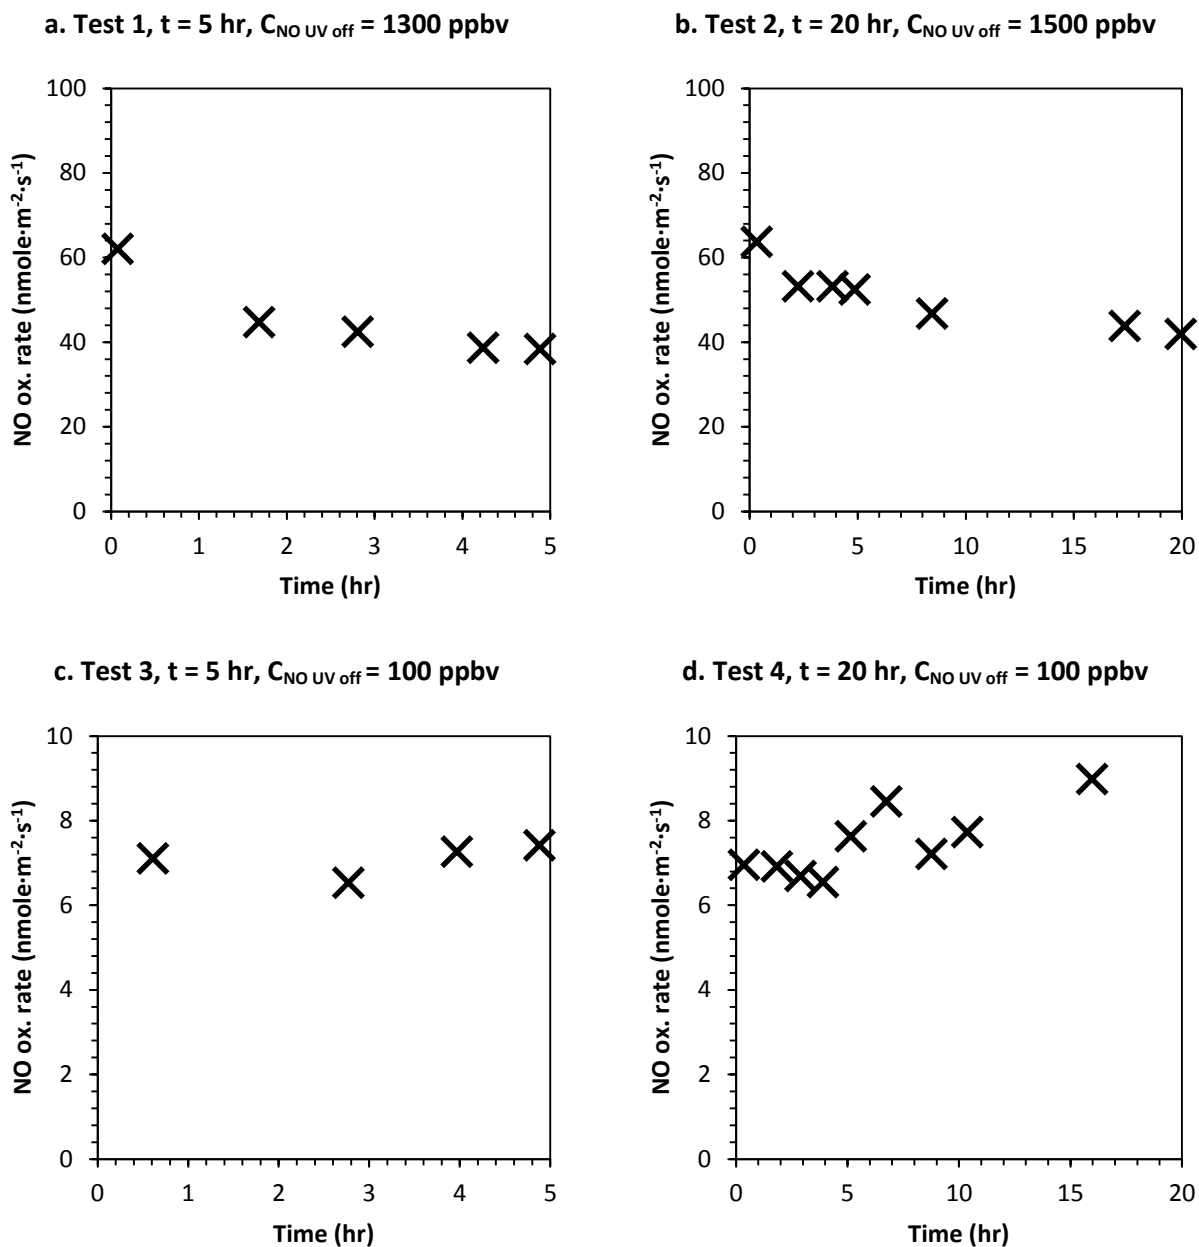 a. Test 1, t = 5 hr, C_NO UV off = 1300 ppbv
100
80
60
40
20
0
NO ox. rate (nmole·m⁻²·s⁻¹)
0 1 2 3 4 5
Time (hr)
b. Test 2, t = 20 hr, C_NO UV off = 1500 ppbv
100
80
60
40
20
0
NO ox. rate (nmole·m⁻²·s⁻¹)
0 5 10 15 20
Time (hr)
c. Test 3, t = 5 hr, C_NO UV off = 100 ppbv
10
8
6
4
2
0
NO ox. rate (nmole·m⁻²·s⁻¹)
0 1 2 3 4 5
Time (hr)
d. Test 4, t = 20 hr, C_NO UV off = 100 ppbv
10
8
6
4
2
0
NO ox. rate (nmole·m⁻²·s⁻¹)
0 5 10 15 20
Time (hr)